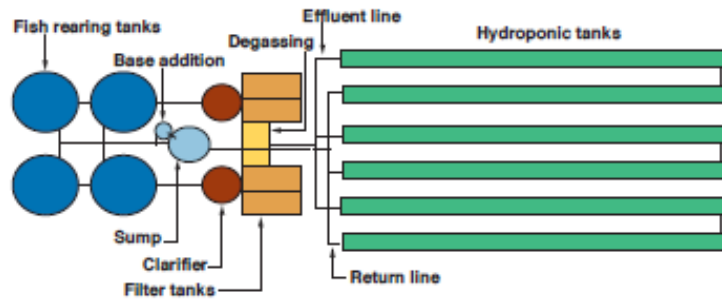 Effluent line
Fish rearing tanks
Hydroponic tanks
Degassing
Base addition
Sump
Clarifier
Return line
Filter tanks